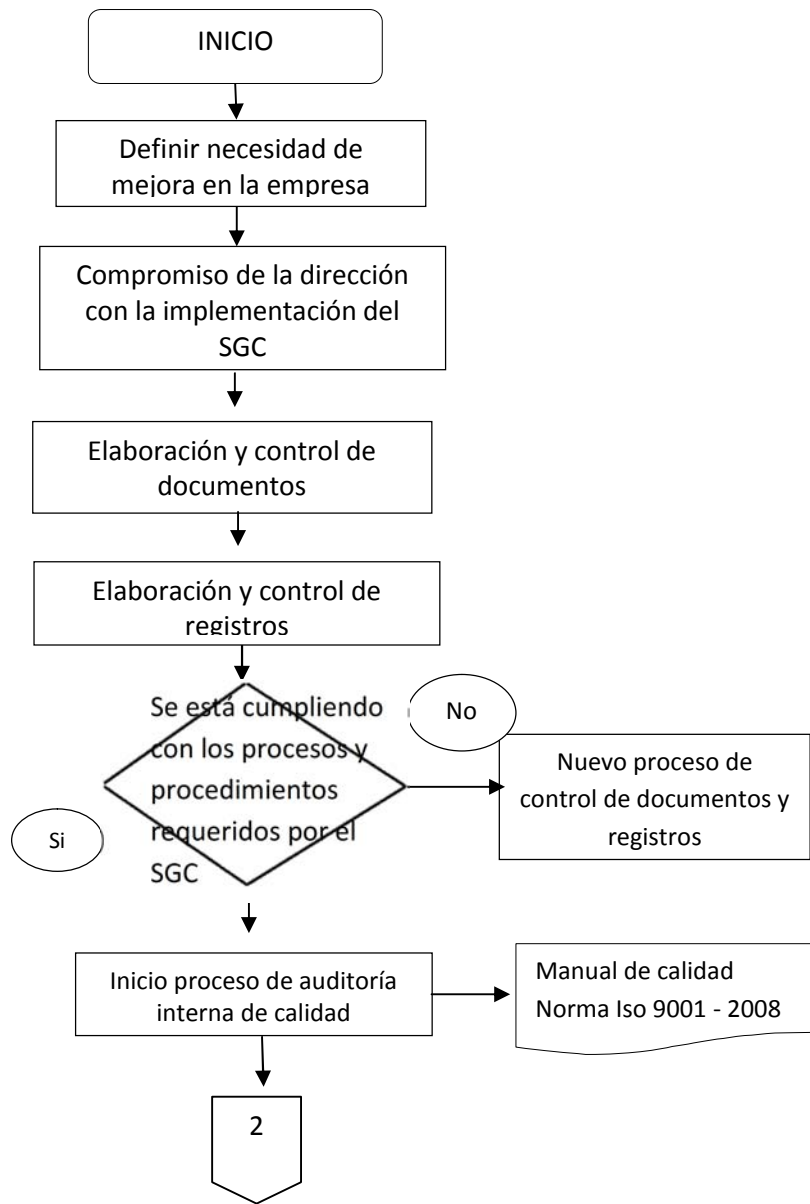 INICIO
Definir necesidad de
mejora en la empresa
Compromiso de la dirección
con la implementación del
SGC
Elaboración y control de
documentos
Elaboración y control de
registros
Se está cumpliendo
con los procesos y
procedimientos
requeridos por el
SGC
No
Nuevo proceso de
control de documentos y
registros
Si
Inicio proceso de auditoría
interna de calidad
Manual de calidad
Norma Iso 9001 - 2008
2